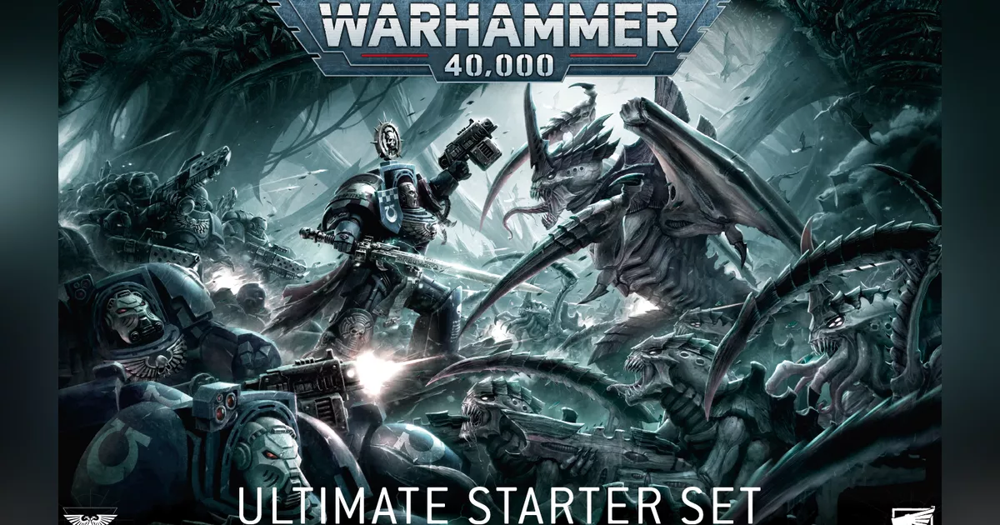 WARHAMMER
40,000
ULTIMATE STARTER SET